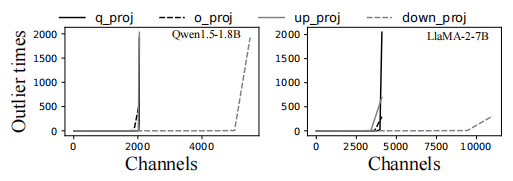 q_proj o_proj up_proj down_proj
Outlier times
2000
1500
1000
500
0
Qwen1.5-1.8B
0 2000 4000
Channels
2000
1500
1000
500
0
LlaMA-2-7B
0 2500 5000 7500 10000
Channels